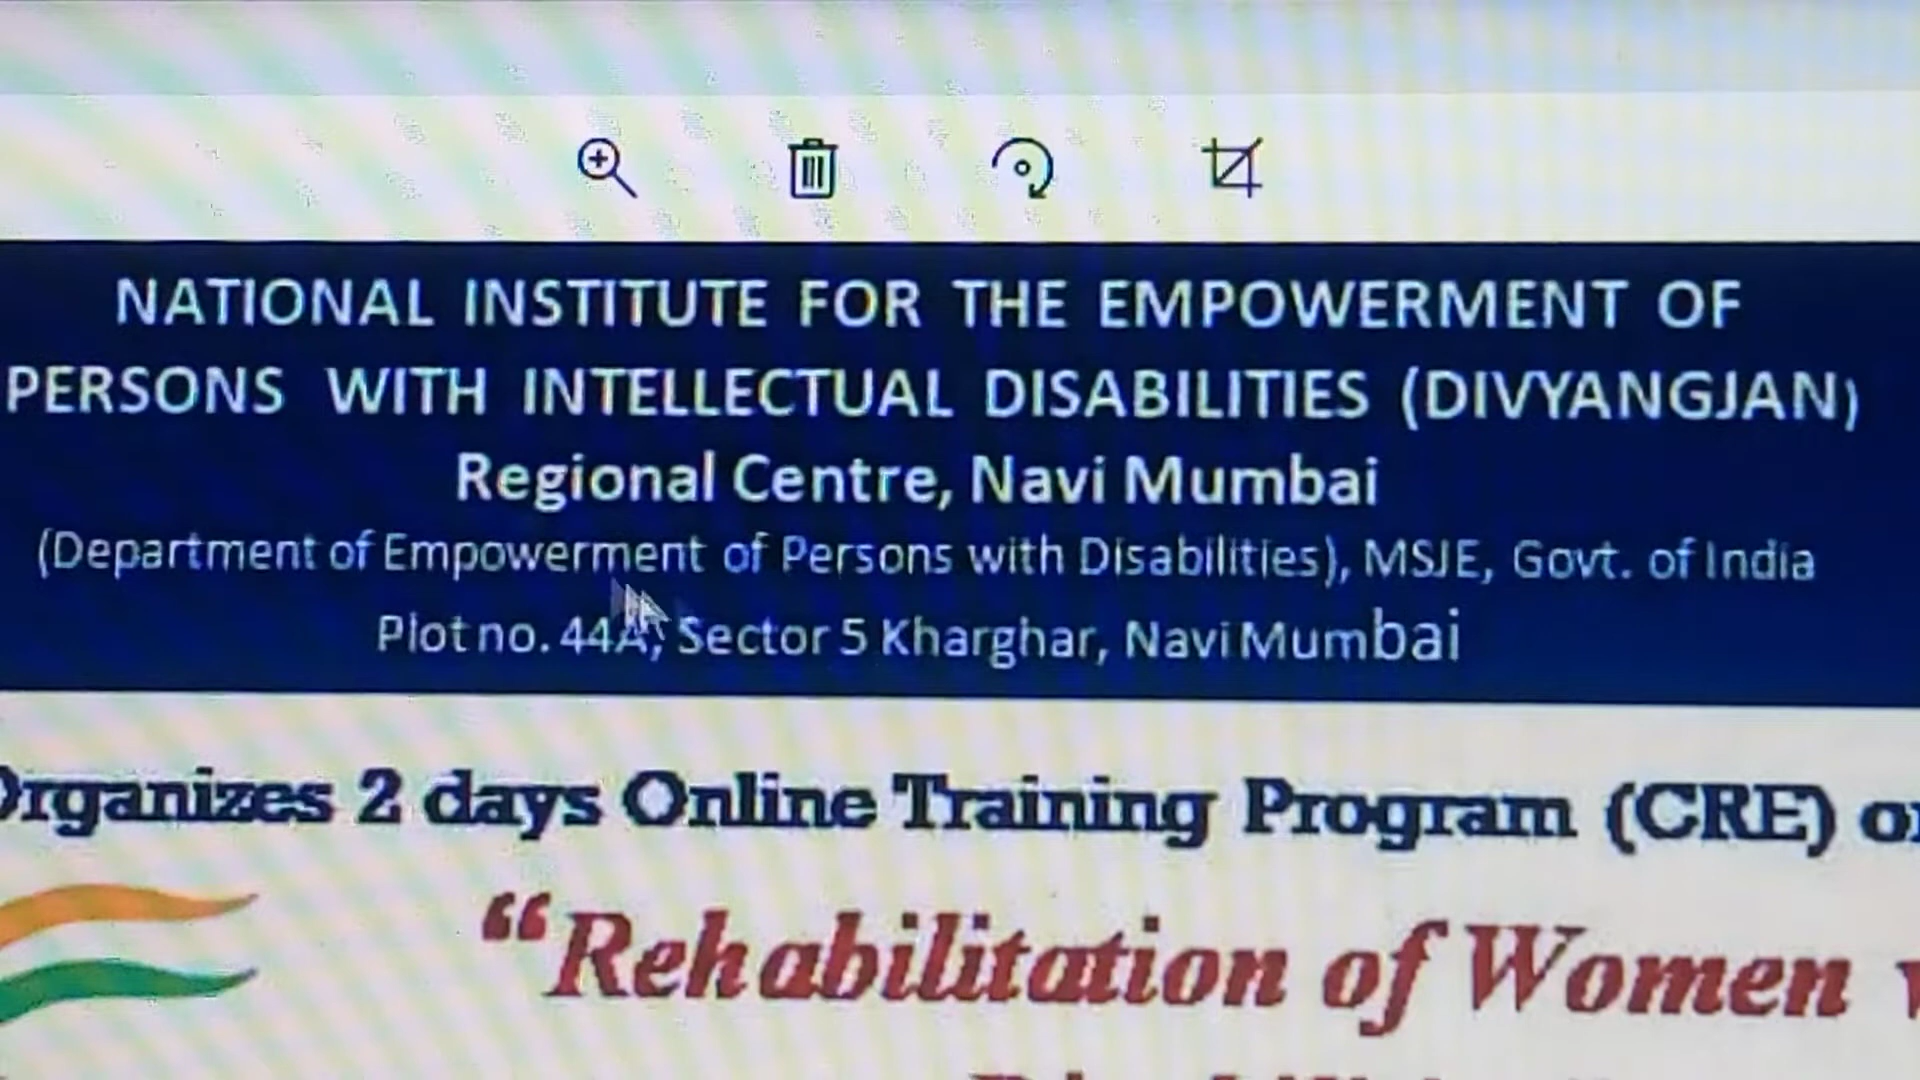 NATIONAL INSTITUTE FOR THE EMPOWERMENT OF
PERSONS WITH INTELLECTUAL DISABILITIES (DIVYANGJAN)
Regional Centre, Navi Mumbai
(Department of Empowerment of Persons with Disabilities), MSJE, Govt. of India
Plot no. 44A, Sector 5 Kharghar, Navi Mumbai
Organizes 2 days Online Training Program (CRE)
“Rehabilitation of Women